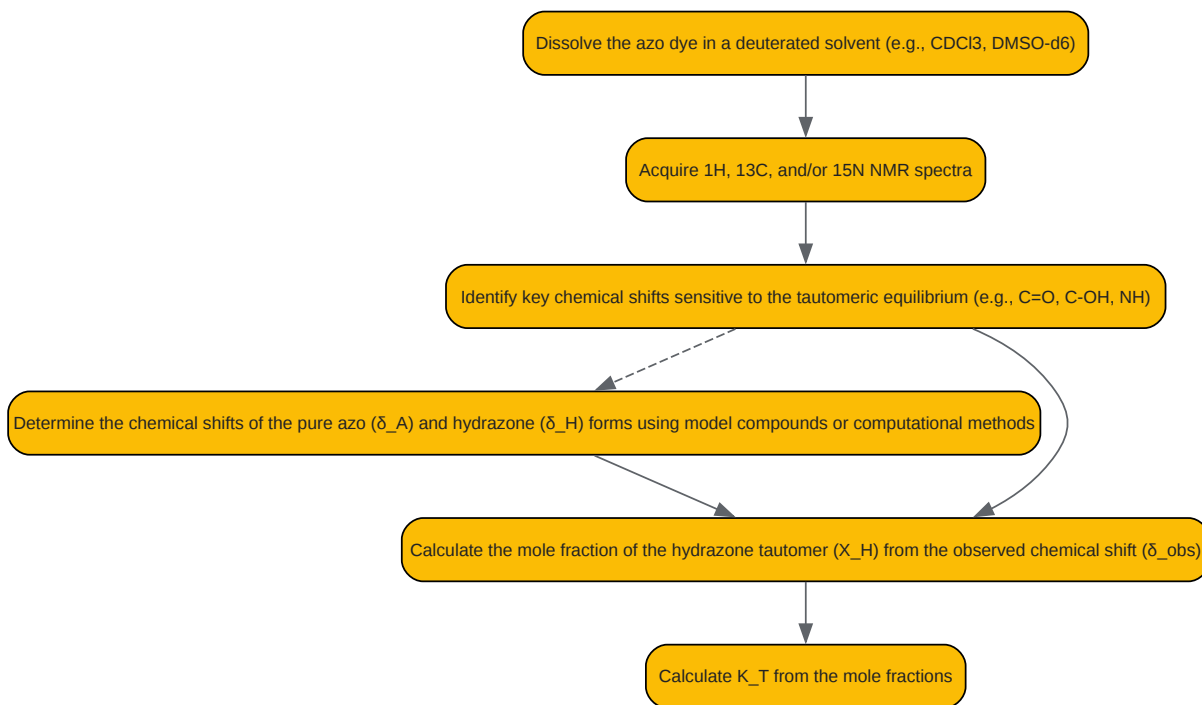 Dissolve the azo dye in a deuterated solvent (e.g., CDCl3, DMSO-d6)
Acquire 1H, 13C, and/or 15N NMR spectra
Identify key chemical shifts sensitive to the tautomeric equilibrium (e.g., C=O, C-OH, NH)
Determine the chemical shifts of the pure azo (δ_A) and hydrazone (δ_H) forms using model compounds or computational methods
Calculate the mole fraction of the hydrazone tautomer (X_H) from the observed chemical shift (δ_obs)
Calculate K_T from the mole fractions